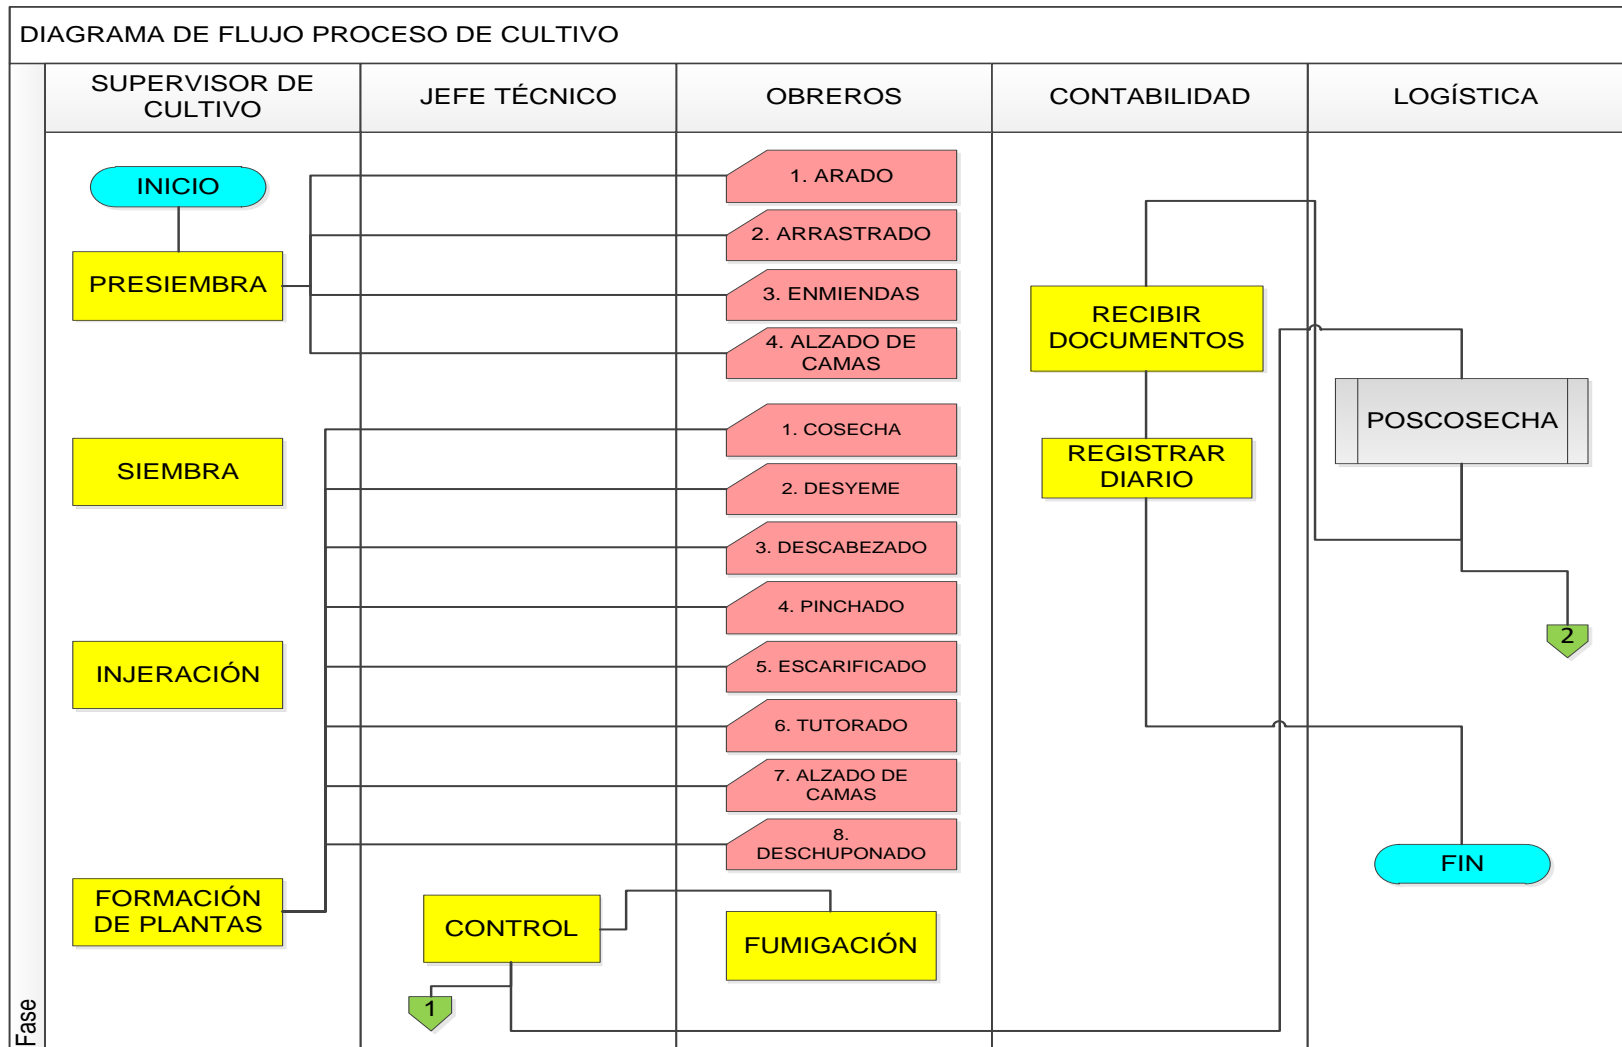 DIAGRAMA DE FLUJO PROCESO DE CULTIVO
SUPERVISOR DE
CULTIVO
JEFE TÉCNICO
OBREROS
CONTABILIDAD
LOGÍSTICA
INICIO
PRESIEMBRA
SIEMBRA
INJERACIÓN
FORMACIÓN
DE PLANTAS
CONTROL
1
1. ARADO
2. ARRASTRADO
3. ENMIENDAS
4. ALZADO DE
CAMAS
1. COSECHA
2. DESYEME
3. DESCABEZADO
4. PINCHADO
5. ESCARIFICADO
6. TUTORADO
7. ALZADO DE
CAMAS
8.
DESCHUPONADO
FUMIGACIÓN
RECIBIR
DOCUMENTOS
REGISTRAR
DIARIO
POSCOSECHA
2
FIN
Fase